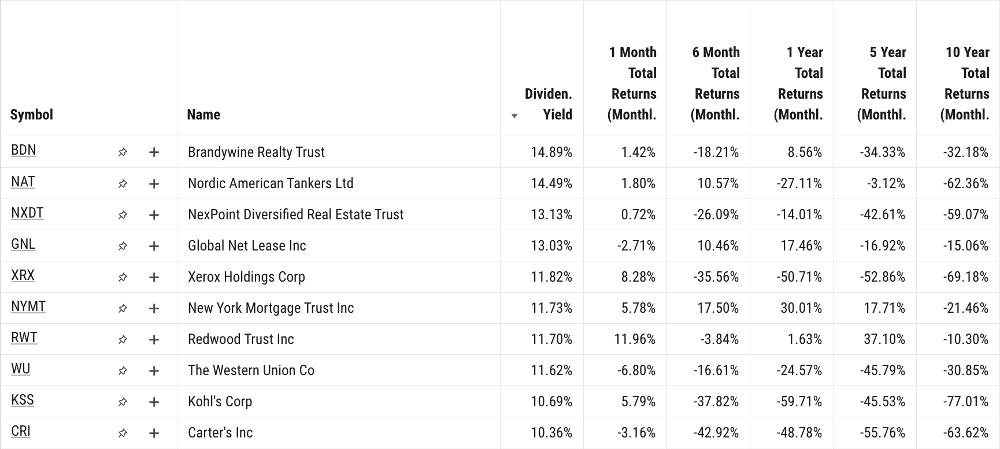 Symbol Name Dividen. Yield 1 Month Total Returns (Monthl. 6 Month Total Returns (Monthl. 1 Year Total Returns (Monthl. 5 Year Total Returns (Monthl. 10 Year Total Returns (Monthl.
BDN Brandywine Realty Trust 14.89% 1.42% -18.21% 8.56% -34.33% -32.18%
NAT Nordic American Tankers Ltd 14.49% 1.80% 10.57% -27.11% -3.12% -62.36%
NXDT NexPoint Diversified Real Estate Trust 13.13% 0.72% -26.09% -14.01% -42.61% -59.07%
GNL Global Net Lease Inc 13.03% -2.71% 10.46% 17.46% -16.92% -15.06%
XRX Xerox Holdings Corp 11.82% 8.28% -35.56% -50.71% -52.86% -69.18%
NYMT New York Mortgage Trust Inc 11.73% 5.78% 17.50% 30.01% 17.71% -21.46%
RWT Redwood Trust Inc 11.70% 11.96% -3.84% 1.63% 37.10% -10.30%
WU The Western Union Co 11.62% -6.80% -16.61% -24.57% -45.79% -30.85%
KSS Kohl's Corp 10.69% 5.79% -37.82% -59.71% -45.53% -77.01%
CRI Carter's Inc 10.36% -3.16% -42.92% -48.78% -55.76% -63.62%